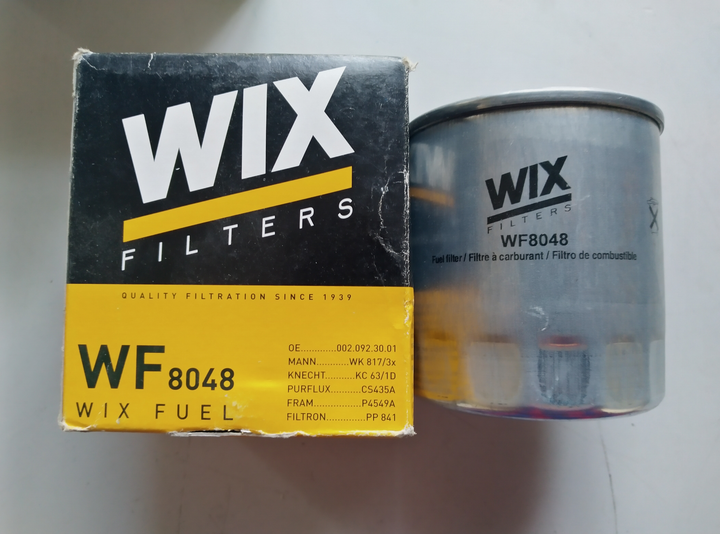 WIX
FILTERS
QUALITY FILTRATION SINCE 1939
WF8048
WIX FUEL
OE............002.092.30.01
MANN...........WK 817/3x
KNECHT..........KC 63/1D
PURFLUX..........CS435A
FRAM.................P4549A
FILTRON.............PP 841
WIX
FILTERS
WF8048
Fuel filter / Filtre à carburant / Filtro de combustible